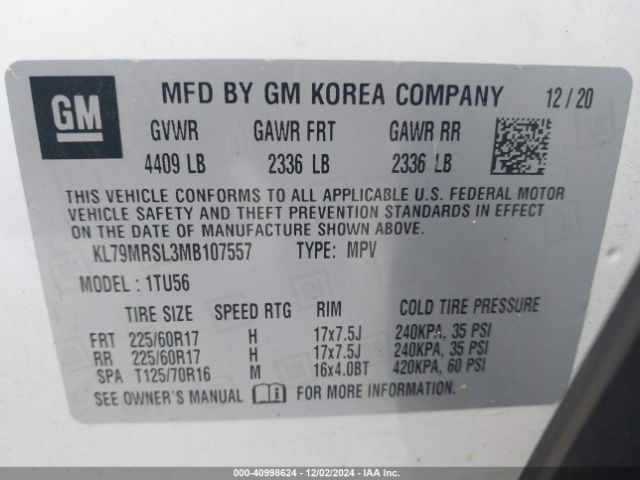 GM
MFD BY GM KOREA COMPANY 12/20
GVWR GAWR FRT GAWR RR
4409 LB 2336 LB 2336 LB
THIS VEHICLE CONFORMS TO ALL APPLICABLE U.S. FEDERAL MOTOR
VEHICLE SAFETY AND THEFT PREVENTION STANDARDS IN EFFECT
ON THE DATE OF MANUFACTURE SHOWN ABOVE.
KL79MRSL3MB107557 TYPE: MPV
MODEL: 1TU56
TIRE SIZE SPEED RTG RIM COLD TIRE PRESSURE
FRT 225/60R17 H 17x7.5J 240KPA, 35 PSI
RR 225/60R17 H 17x7.5J 240KPA, 35 PSI
SPA T125/70R16 M 16x4.0BT 420KPA, 60 PSI
SEE OWNER'S MANUAL FOR MORE INFORMATION
000-40998624 | 12/02/2024 | IAA Inc.